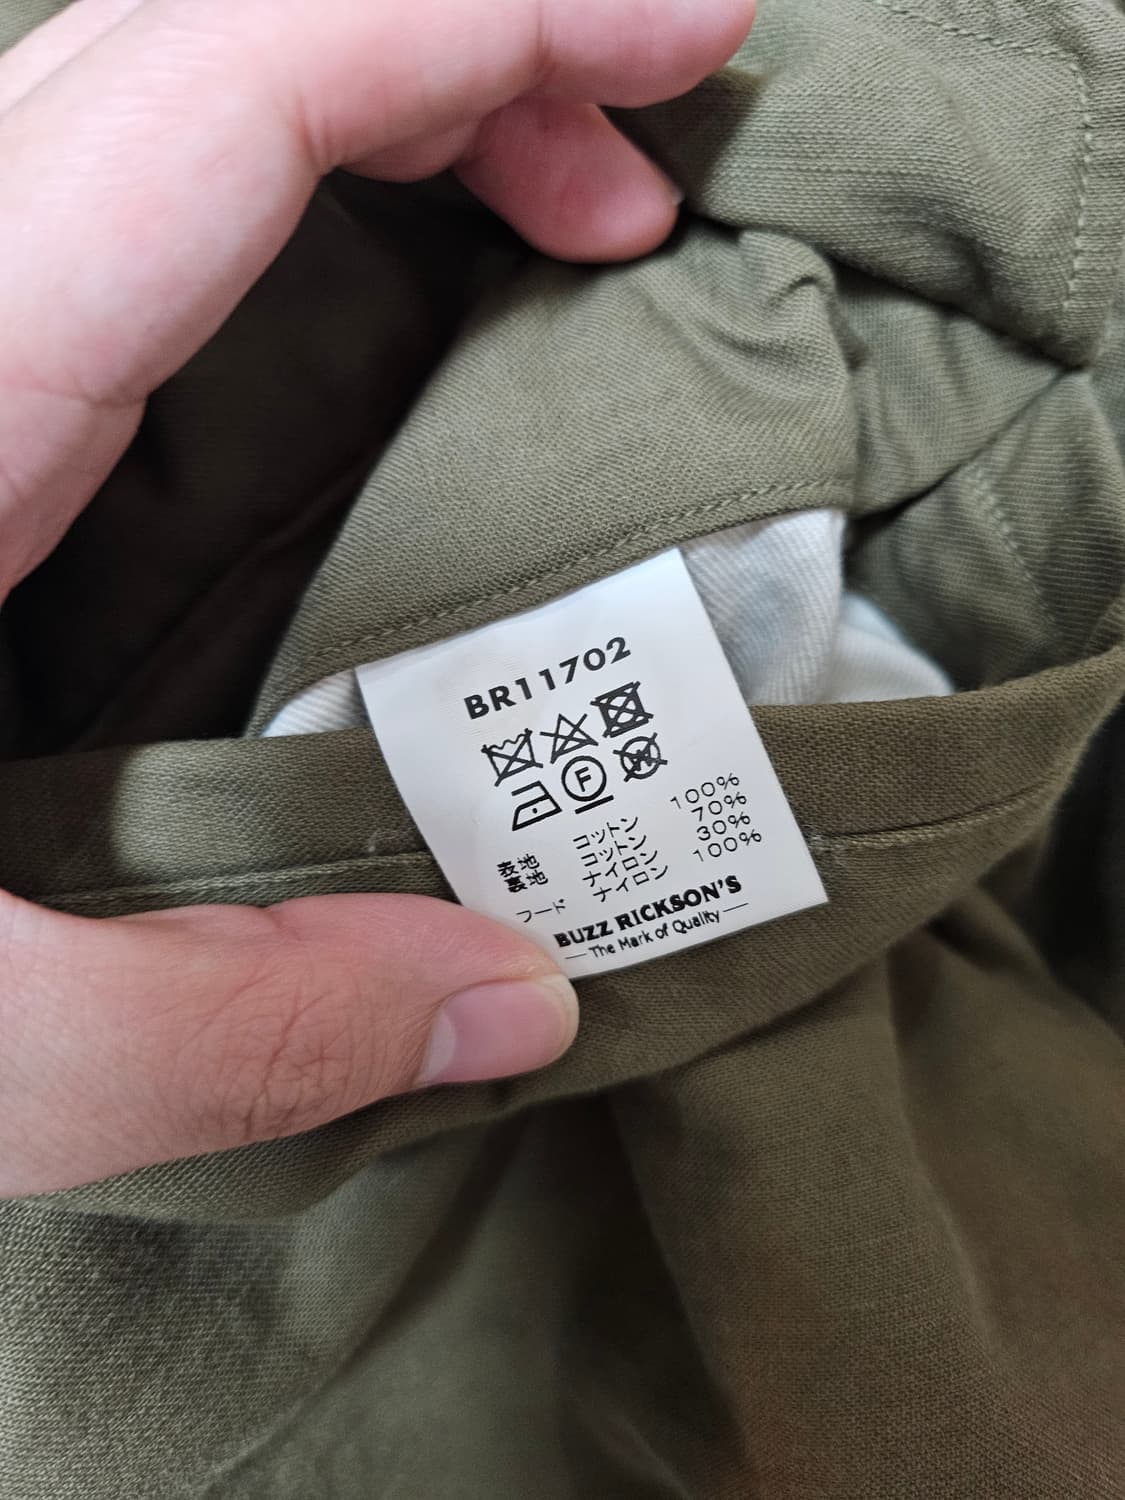 BR11702
F
W
表地 コットン 100%
裏地 コットン 70%
ナイロン 30%
フード ナイロン 100%
BUZZ RICKSON'S
— The Mark of Quality —